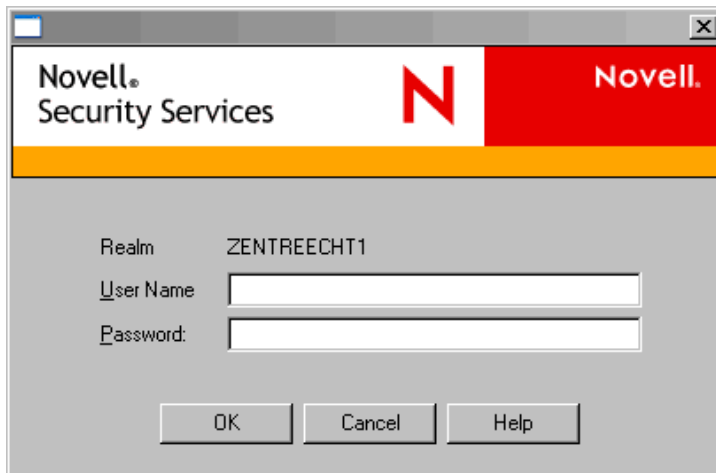 Novell®
Security Services
N
Novell.
Realm ZENTREECHT1
User Name
Password:
OK Cancel Help